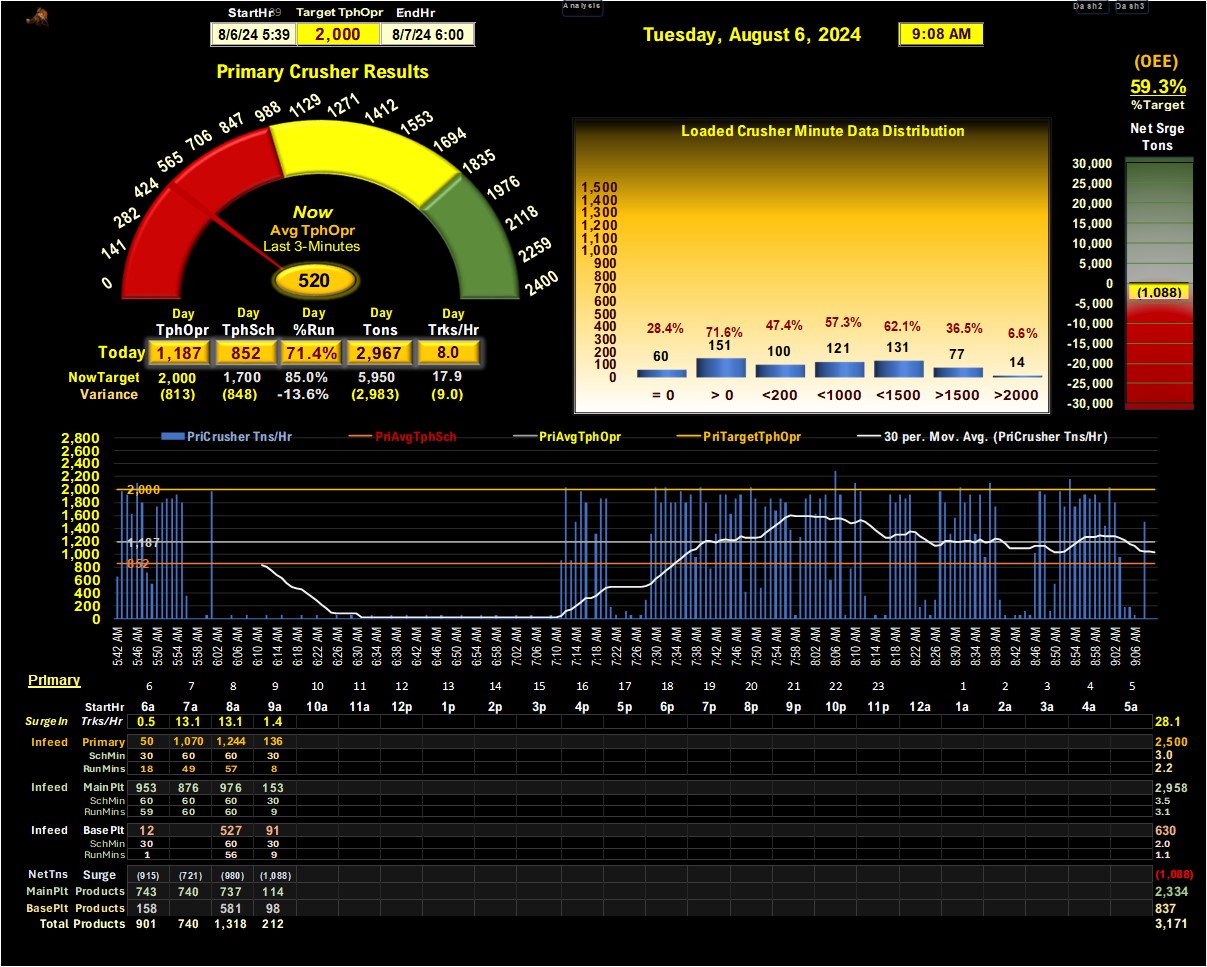 Analysis
Dash2 Dash3
StartHr Target TphOpr EndHr
8/6/24 5:39 2,000 8/7/24 6:00
Tuesday, August 6, 2024
9:08 AM
(OEE)
59.3%
%Target
Net Srge
Tons
30,000
25,000
20,000
15,000
10,000
5,000
0
(1,088)
-5,000
-10,000
-15,000
-20,000
-25,000
-30,000
Primary Crusher Results
0 141 282 424 565 706 847 988 1129 1271 1412 1553 1694 1835 1976 2118 2259 2400
Now
Avg TphOpr
Last 3-Minutes
520
Day Day Day Day Day
TphOpr TphSch %Run Tons Trks/Hr
Today 1,187 852 71.4% 2,967 8.0
NowTarget 2,000 1,700 85.0% 5,950 17.9
Variance (813) (848) -13.6% (2,983) (9.0)
Loaded Crusher Minute Data Distribution
1,500
1,400
1,300
1,200
1,100
1,000
900
800
700
600
500
400
300
200
100
0
28.4% 71.6% 47.4% 57.3% 62.1% 36.5% 6.6%
60 151 100 121 131 77 14
= 0 > 0 <200 <1000 <1500 >1500 >2000
PriCrusher Tns/Hr PriAvgTphSch PriAvgTphOpr PriTargetTphOpr 30 per. Mov. Avg. (PriCrusher Tns/Hr)
2,800
2,600
2,400
2,200
2,000
1,800
1,600
1,400
1,200
1,000
800
600
400
200
0
2,000
1,187
852
5:42 AM 5:46 AM 5:50 AM 5:54 AM 5:58 AM 6:02 AM 6:06 AM 6:10 AM 6:14 AM 6:18 AM 6:22 AM 6:26 AM 6:30 AM 6:34 AM 6:38 AM 6:42 AM 6:46 AM 6:50 AM 6:54 AM 6:58 AM 7:02 AM 7:06 AM 7:10 AM 7:14 AM 7:18 AM 7:22 AM 7:26 AM 7:30 AM 7:34 AM 7:38 AM 7:42 AM 7:46 AM 7:50 AM 7:54 AM 7:58 AM 8:02 AM 8:06 AM 8:10 AM 8:14 AM 8:18 AM 8:22 AM 8:26 AM 8:30 AM 8:34 AM 8:38 AM 8:42 AM 8:46 AM 8:50 AM 8:54 AM 8:58 AM 9:02 AM 9:06 AM
Primary
6 7 8 9 10 11 12 13 14 15 16 17 18 19 20 21 22 23 1 2 3 4 5
StartHr 6a 7a 8a 9a 10a 11a 12p 1p 2p 3p 4p 5p 6p 7p 8p 9p 10p 11p 12a 1a 2a 3a 4a 5a
SurgeIn Trks/Hr 0.5 13.1 13.1 1.4 28.1
Infeed Primary 50 1,070 1,244 136 2,500
SchMin 30 60 60 30 3.0
RunMins 18 49 57 8 2.2
Infeed MainPlt 953 876 976 153 2,958
SchMin 60 60 60 30 3.5
RunMins 59 60 60 9 3.1
Infeed BasePlt 12 527 91 630
SchMin 30 60 30 2.0
RunMins 1 56 9 1.1
NetTns Surge (915) (721) (980) (1,088) (1,088)
MainPlt Products 743 740 737 114 2,334
BasePlt Products 158 581 98 837
Total Products 901 740 1,318 212 3,171